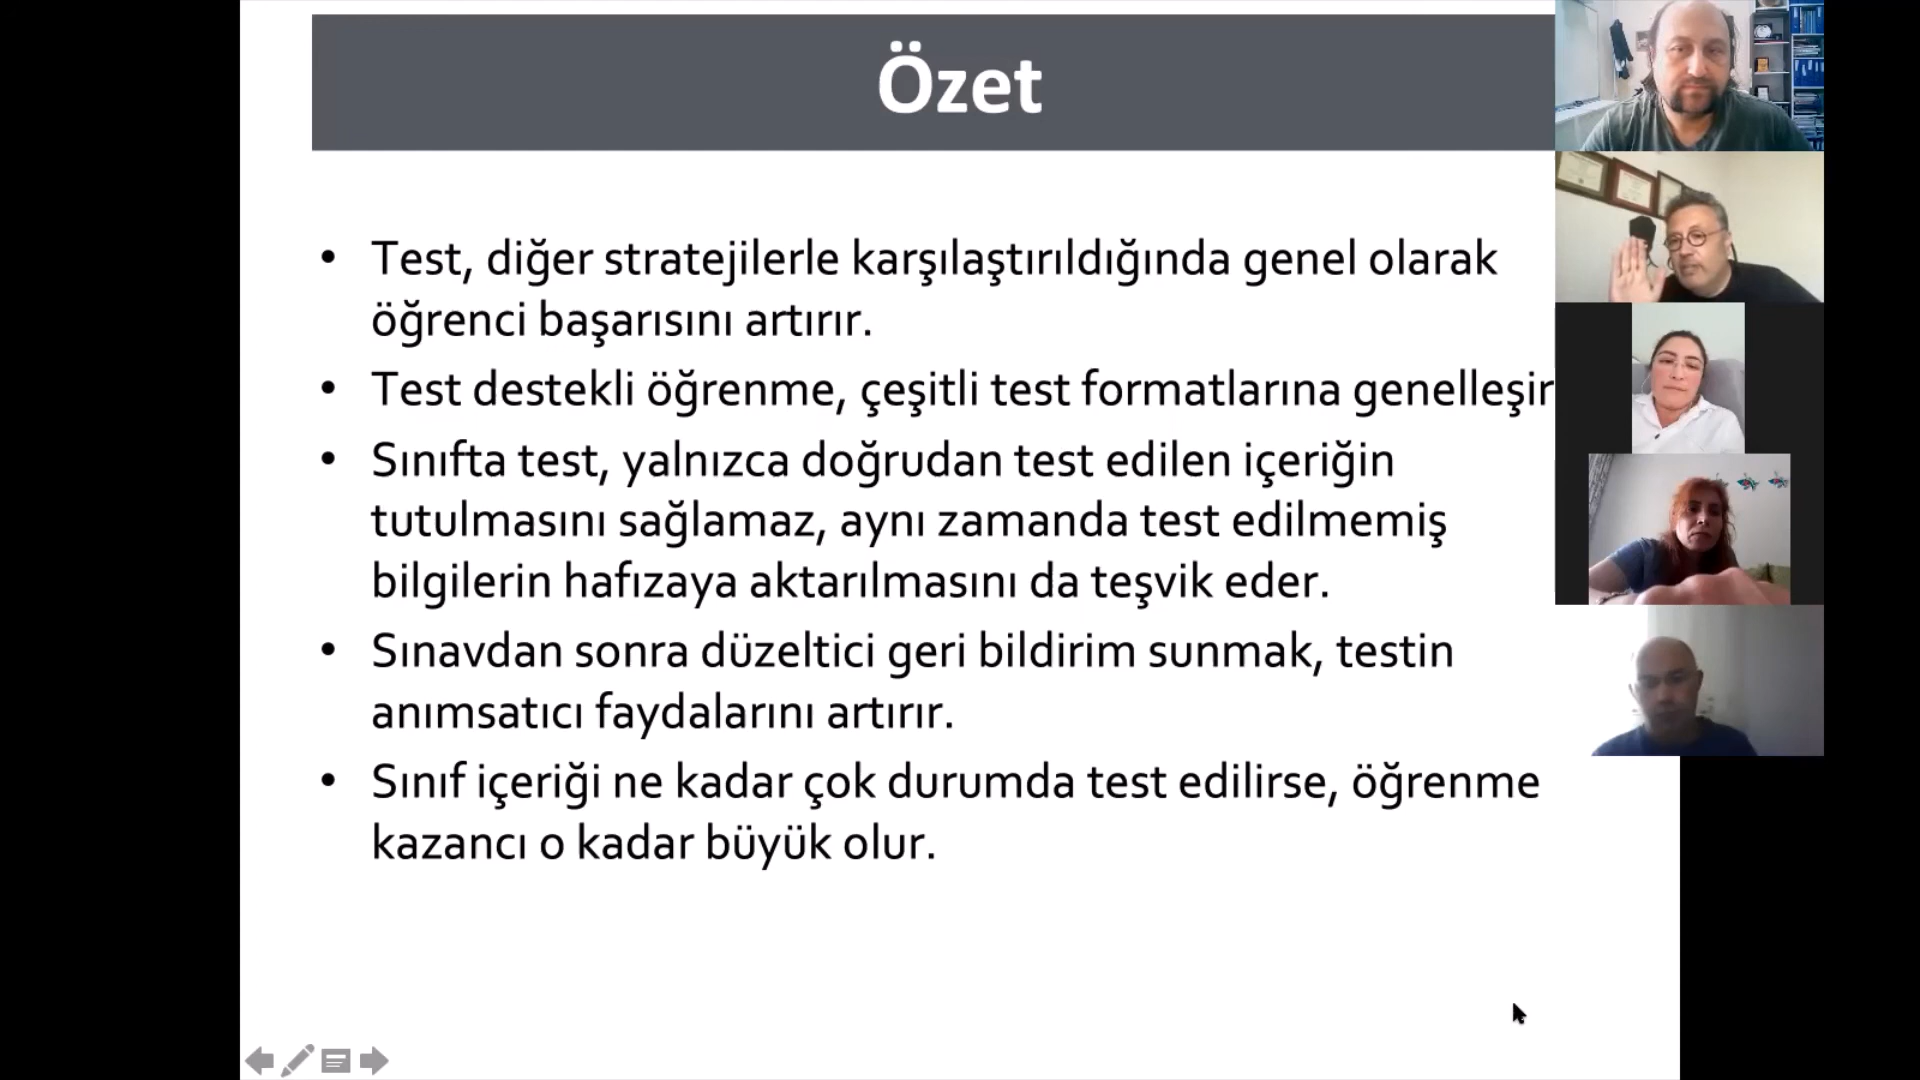 Özet
• Test, diğer stratejilerle karşılaştırıldığında genel olarak
öğrenci başarısını artırır.
• Test destekli öğrenme, çeşitli test formatlarına genelleşir
• Sınıfta test, yalnızca doğrudan test edilen içeriğin
tutulmasını sağlamaz, aynı zamanda test edilmemiş
bilgilerin hafızaya aktarılmasını da teşvik eder.
• Sınavdan sonra düzeltici geri bildirim sunmak, testin
anımsatıcı faydalarını artırır.
• Sınıf içeriği ne kadar çok durumda test edilirse, öğrenme
kazancı o kadar büyük olur.